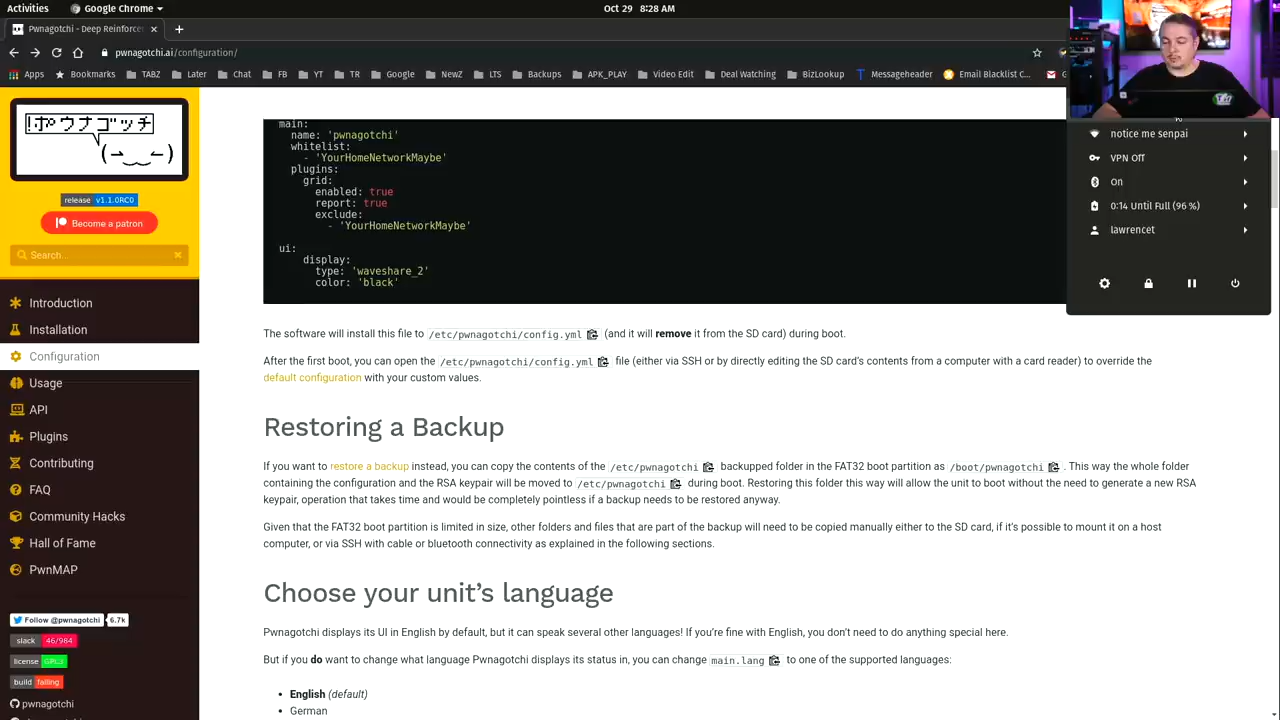 Activities
Google Chrome
Oct 29 8:28 AM
Pwnagotchi - Deep Reinforce
pwnagotchi.ai/configuration/
Apps
Bookmarks
TABZ
Later
Chat
FB
YT
TR
Google
NewZ
LTS
Backups
APK_PLAY
Video Edit
Deal Watching
BizLookup
Messageheader
Email Blacklist C...
!ポウナゴッチ
release v1.1.0RC0
Become a patron
Search...
Introduction
Installation
Configuration
Usage
API
Plugins
Contributing
FAQ
Community Hacks
Hall of Fame
PwnMAP
Follow @pwnagotchi 6.7k
slack 46/984
license GPL3
build failing
pwnagotchi
main:
name: 'pwnagotchi'
whitelist:
- 'YourHomeNetworkMaybe'
plugins:
grid:
enabled: true
report: true
exclude:
- 'YourHomeNetworkMaybe'
ui:
display:
type: 'waveshare_2'
color: 'black'
The software will install this file to /etc/pwnagotchi/config.yml (and it will remove it from the SD card) during boot.
After the first boot, you can open the /etc/pwnagotchi/config.yml file (either via SSH or by directly editing the SD card's contents from a computer with a card reader) to override the
default configuration with your custom values.
Restoring a Backup
If you want to restore a backup instead, you can copy the contents of the /etc/pwnagotchi backupped folder in the FAT32 boot partition as /boot/pwnagotchi . This way the whole folder
containing the configuration and the RSA keypair will be moved to /etc/pwnagotchi during boot. Restoring this folder this way will allow the unit to boot without the need to generate a new RSA
keypair, operation that takes time and would be completely pointless if a backup needs to be restored anyway.
Given that the FAT32 boot partition is limited in size, other folders and files that are part of the backup will need to be copied manually either to the SD card, if it's possible to mount it on a host
computer, or via SSH with cable or bluetooth connectivity as explained in the following sections.
Choose your unit's language
Pwnagotchi displays its UI in English by default, but it can speak several other languages! If you're fine with English, you don't need to do anything special here.
But if you do want to change what language Pwnagotchi displays its status in, you can change main.lang to one of the supported languages:
English (default)
German
notice me senpai
VPN Off
On
0:14 Until Full (96 %)
lawrencet